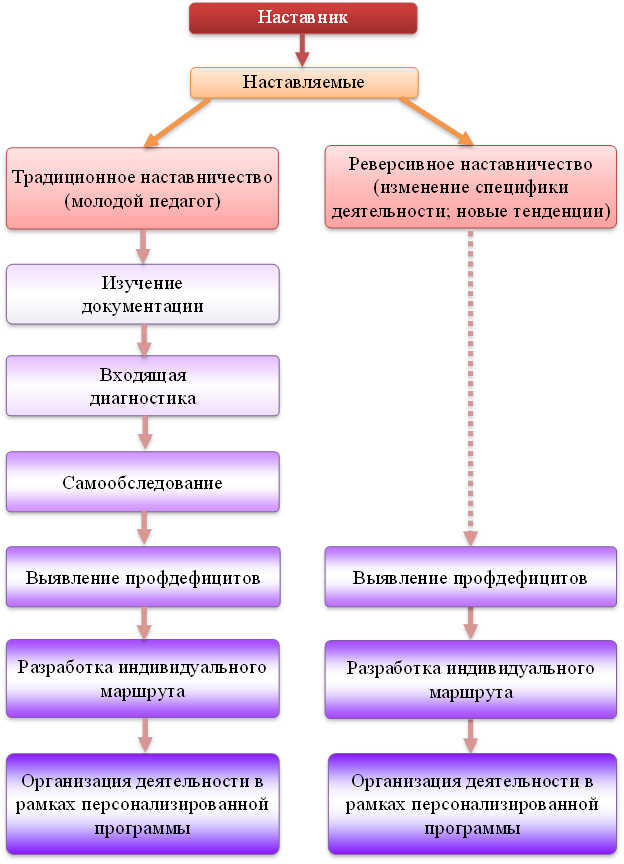 Наставник
Наставляемые
Традиционное наставничество
(молодой педагог)
Изучение
документации
Входящая
диагностика
Самообследование
Выявление профдефицитов
Разработка индивидуального
маршрута
Организация деятельности в
рамках персонализированной
программы
Реверсивное наставничество
(изменение специфики
деятельности; новые тенденции)
Выявление профдефицитов
Разработка индивидуального
маршрута
Организация деятельности в
рамках персонализированной
программы